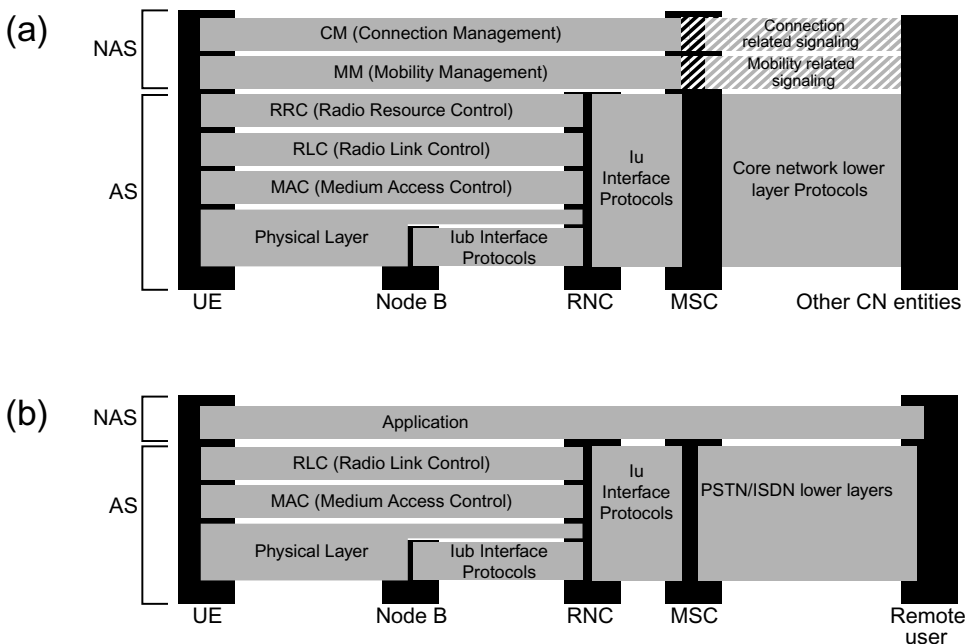 (a)
NAS
CM (Connection Management)
Connection
related signaling
MM (Mobility Management)
Mobility related
signaling
AS
RRC (Radio Resource Control)
RLC (Radio Link Control)
MAC (Medium Access Control)
Physical Layer
Iub Interface
Protocols
Iu
Interface
Protocols
Core network lower
layer Protocols
UE
Node B
RNC
MSC
Other CN entities
(b)
NAS
Application
AS
RLC (Radio Link Control)
MAC (Medium Access Control)
Physical Layer
Iub Interface
Protocols
Iu
Interface
Protocols
PSTN/ISDN lower layers
UE
Node B
RNC
MSC
Remote
user